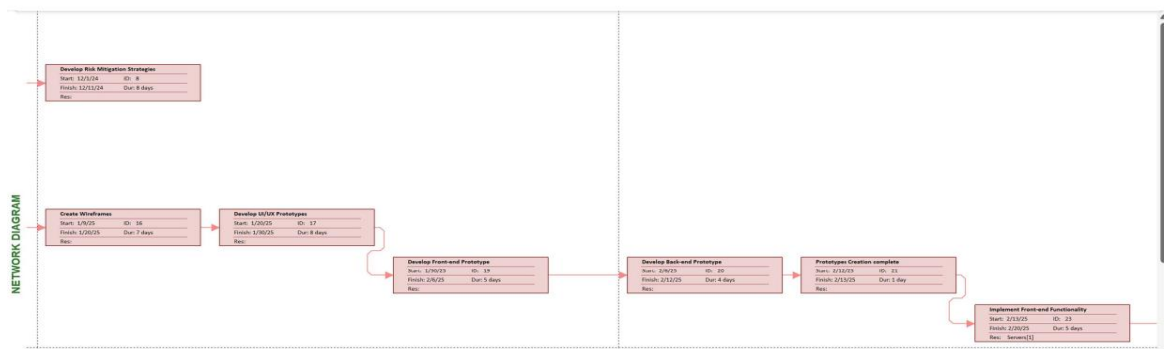 NETWORK DIAGRAM
Develop Risk Mitigation Strategies
Start: 12/1/24 ID: 8
Finish: 12/11/24 Dur: 8 days
Res:
Create Wireframes
Start: 1/9/25 ID: 16
Finish: 1/20/25 Dur: 7 days
Res:
Develop UI/UX Prototypes
Start: 1/20/25 ID: 17
Finish: 1/30/25 Dur: 8 days
Res:
Develop Front-end Prototype
Start: 1/30/25 ID: 19
Finish: 2/6/25 Dur: 5 days
Res:
Develop Back-end Prototype
Start: 2/6/25 ID: 20
Finish: 2/12/25 Dur: 4 days
Res:
Prototypes Creation complete
Start: 2/12/25 ID: 21
Finish: 2/13/25 Dur: 1 day
Res:
Implement Front-end Functionality
Start: 2/13/25 ID: 23
Finish: 2/20/25 Dur: 5 days
Res: Servers[1]